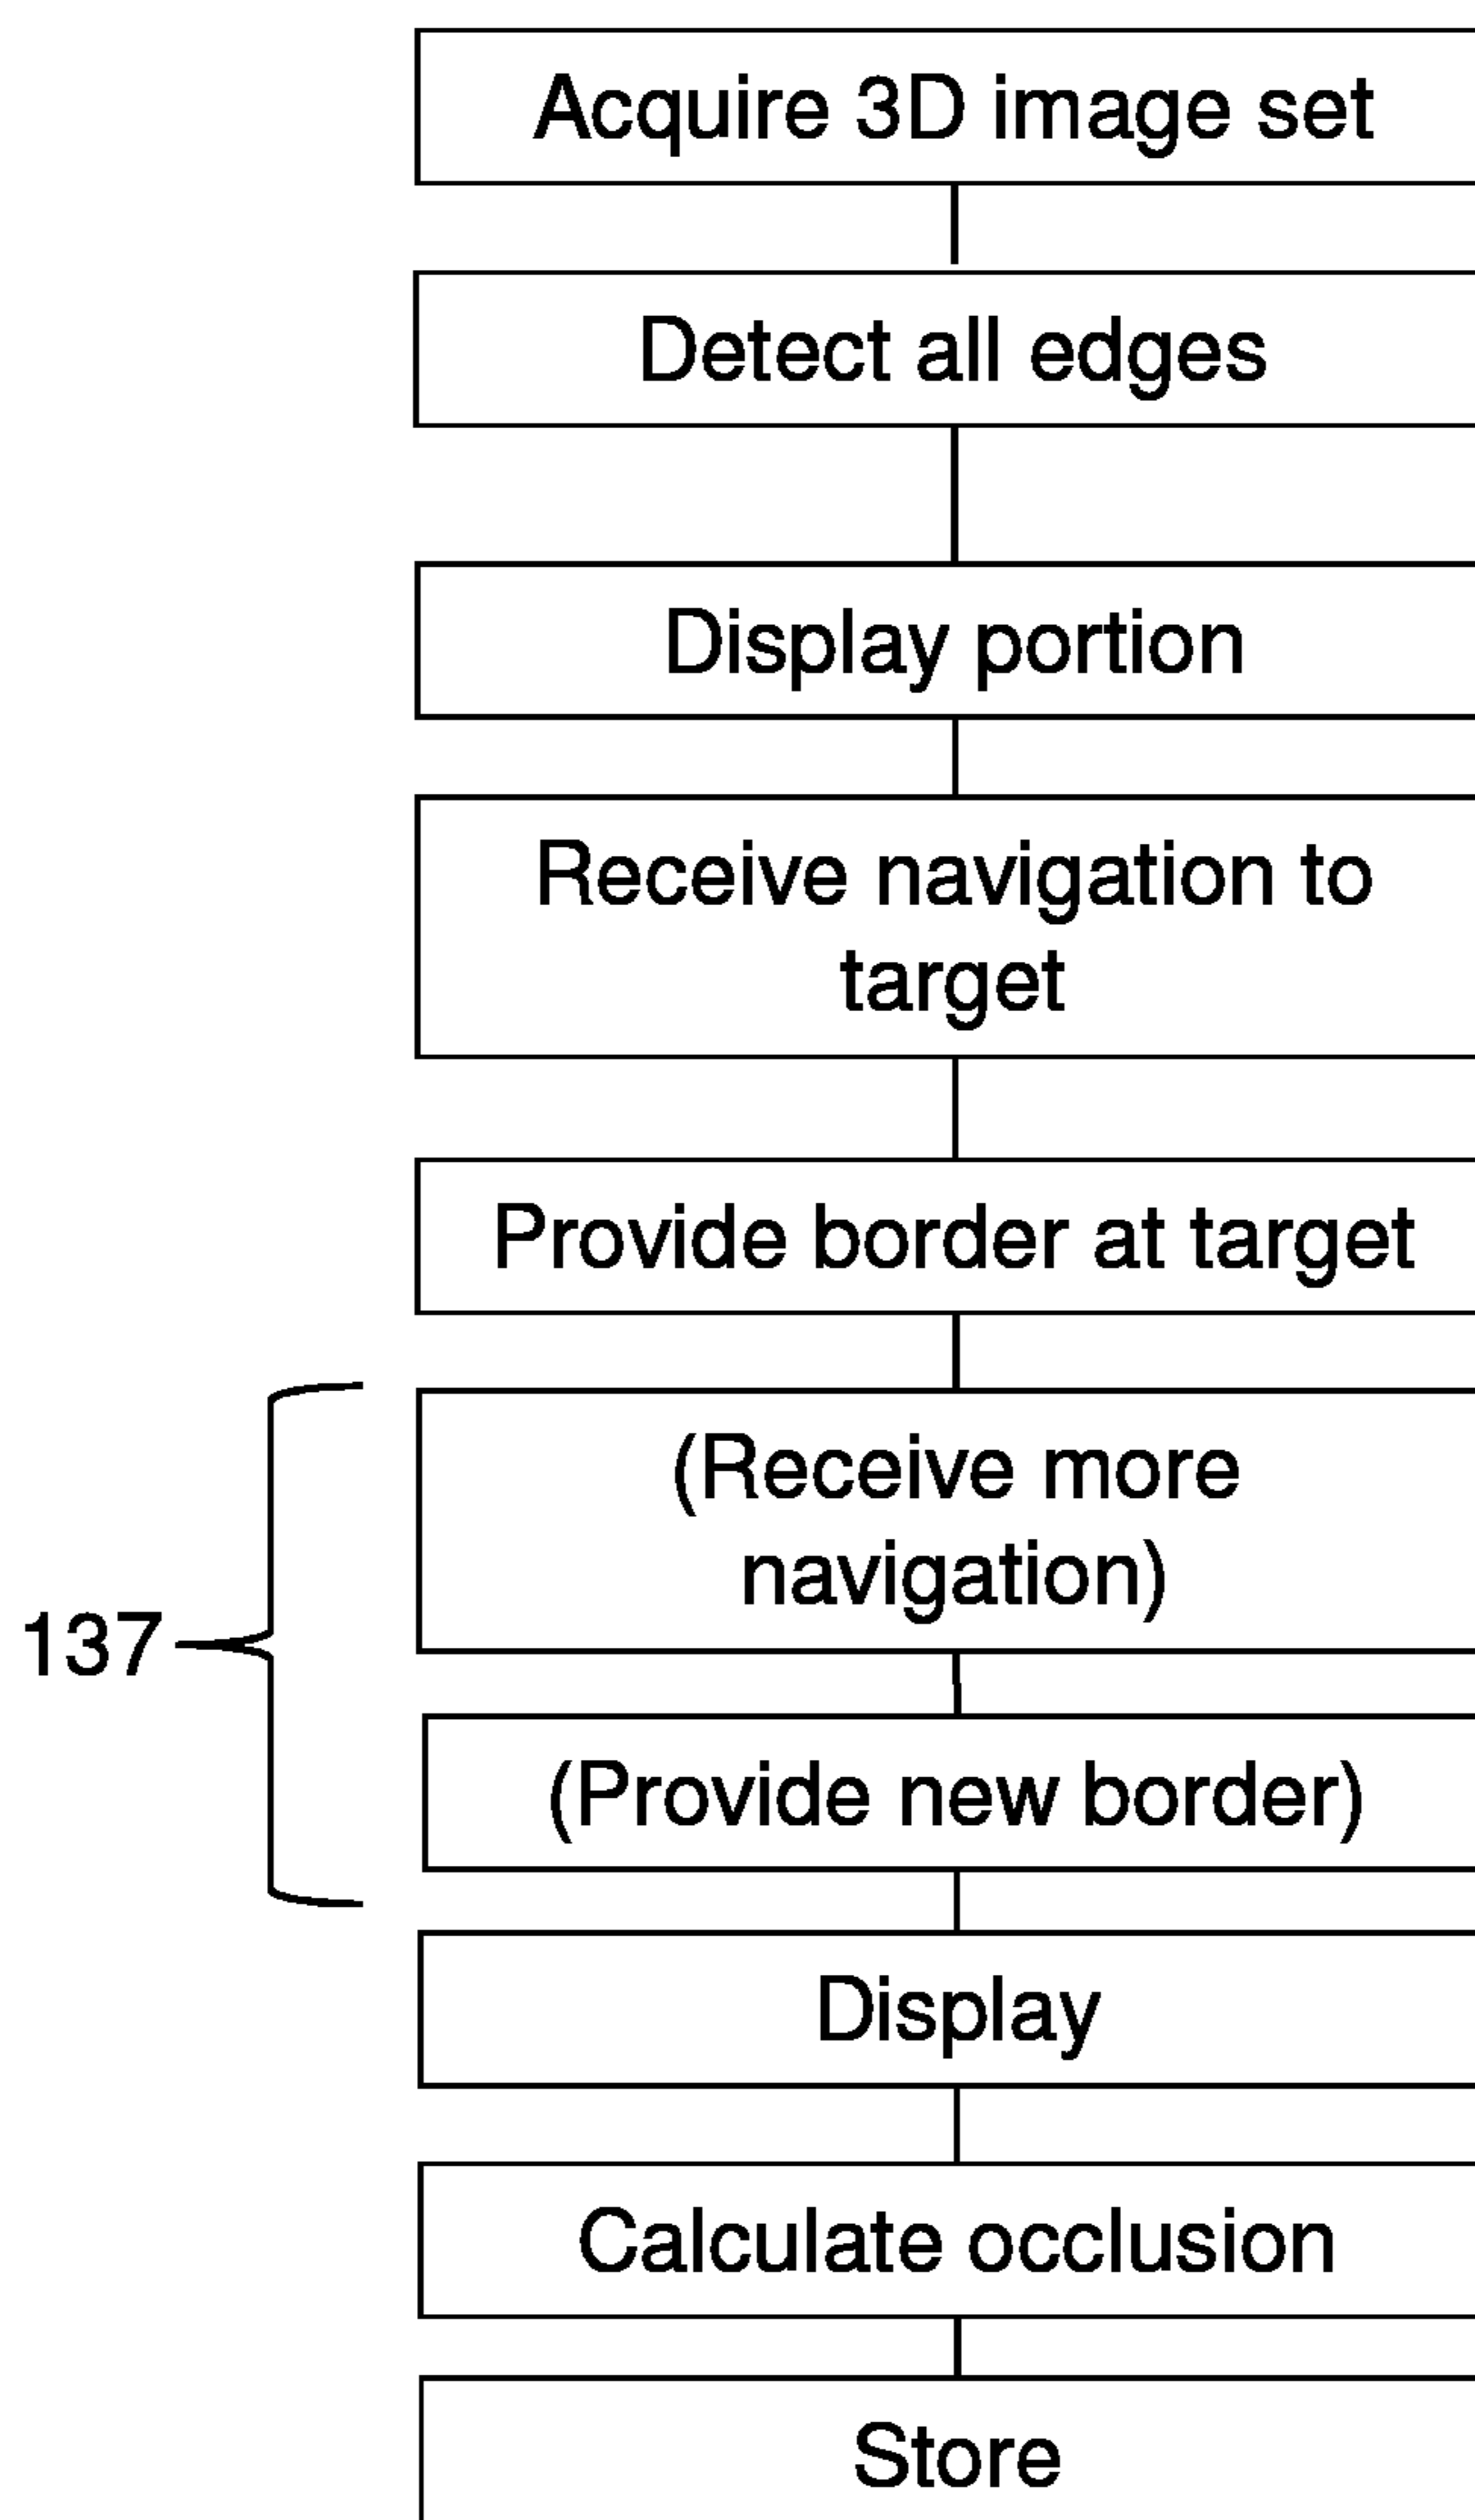 Acquire 3D image set
Detect all edges
Display portion
Receive navigation to
target
Provide border at target
(Receive more
navigation)
137
(Provide new border)
Display
Calculate occlusion
Store